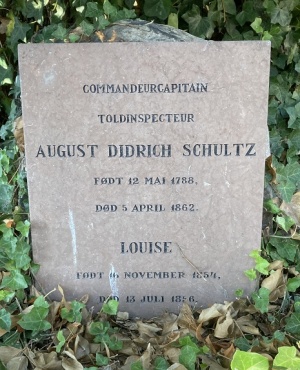 COMMANDEURCAPITAIN
TOLDINSPECTEUR
AUGUST DIDRICH SCHULTZ
FØDT 12 MAI 1788,
DØD 5 APRIL 1862.
LOUISE
FØDT NOVEMBER
DØD 13 JULI